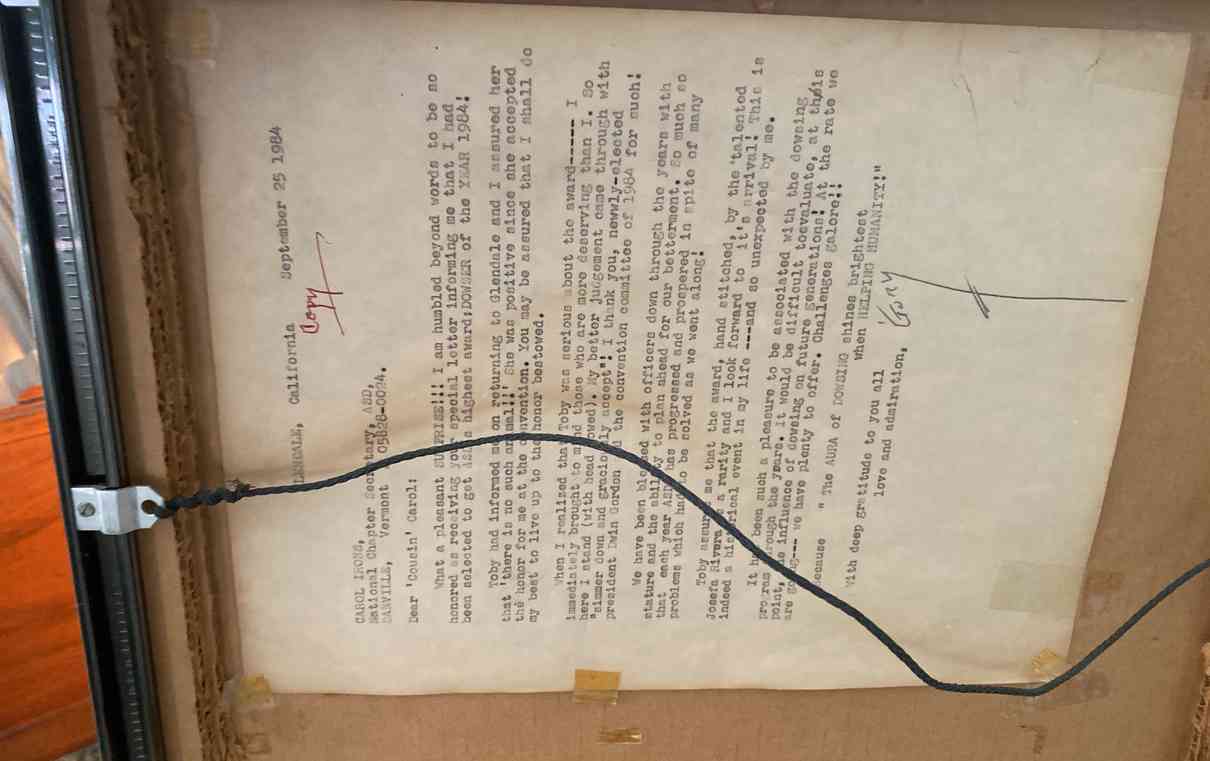 GLENDALE, California September 25 1984
Copy
CAROL IRONS,
National Chapter Secretary, ASD,
DANVILLE, Vermont 05828-0024.
Dear 'Cousin' Carol:
What a pleasant SURPRISE!!! I am humbled beyond words to be so
honored as receiving your special letter informing me that I had
been selected to get ASD's highest award;DOWSER of the YEAR 1984!
Toby had informed me on returning to Glendale and I assured her
that 'there is no such animal!!' She was positive since she accepted
the honor for me at the convention. You may be assured that I shall do
my best to live up to the honor bestowed.
When I realized that Toby was serious about the award------ I
immediately brought to mind those who are more deserving than I. So
here I stand (with head bowed). My better judgement came through with
"simmer down and graciously accept"! I thank you, newwly-elected
president Dwin Gordon and the convention committee of 1984 for such!
We have been blessed with officers down through the years with
stature and the ability to plan ahead for our betterment. So much so
that each year ASD has progressed and prospered in spite of many
problems which had to be solved as we went along!
Toby assured me that the award, hand stitched, by the 'talented
Josefa Rivera is a rarity and I look forward to it's arrival! This is
indeed a historical event in my life ---and so unexpected by me.
It has been such a pleasure to be associated with the dowsing
program through the years. It would be difficult toevaluate, at this
point, the influence of dowsing on future generations! At the rate we
are going--- we have plenty to offer. Challenges galore!!
because " The AURA of DOWSING shines brightest
when HELPING HUMANITY!"
With deep gratitude to you all
love and admiration,